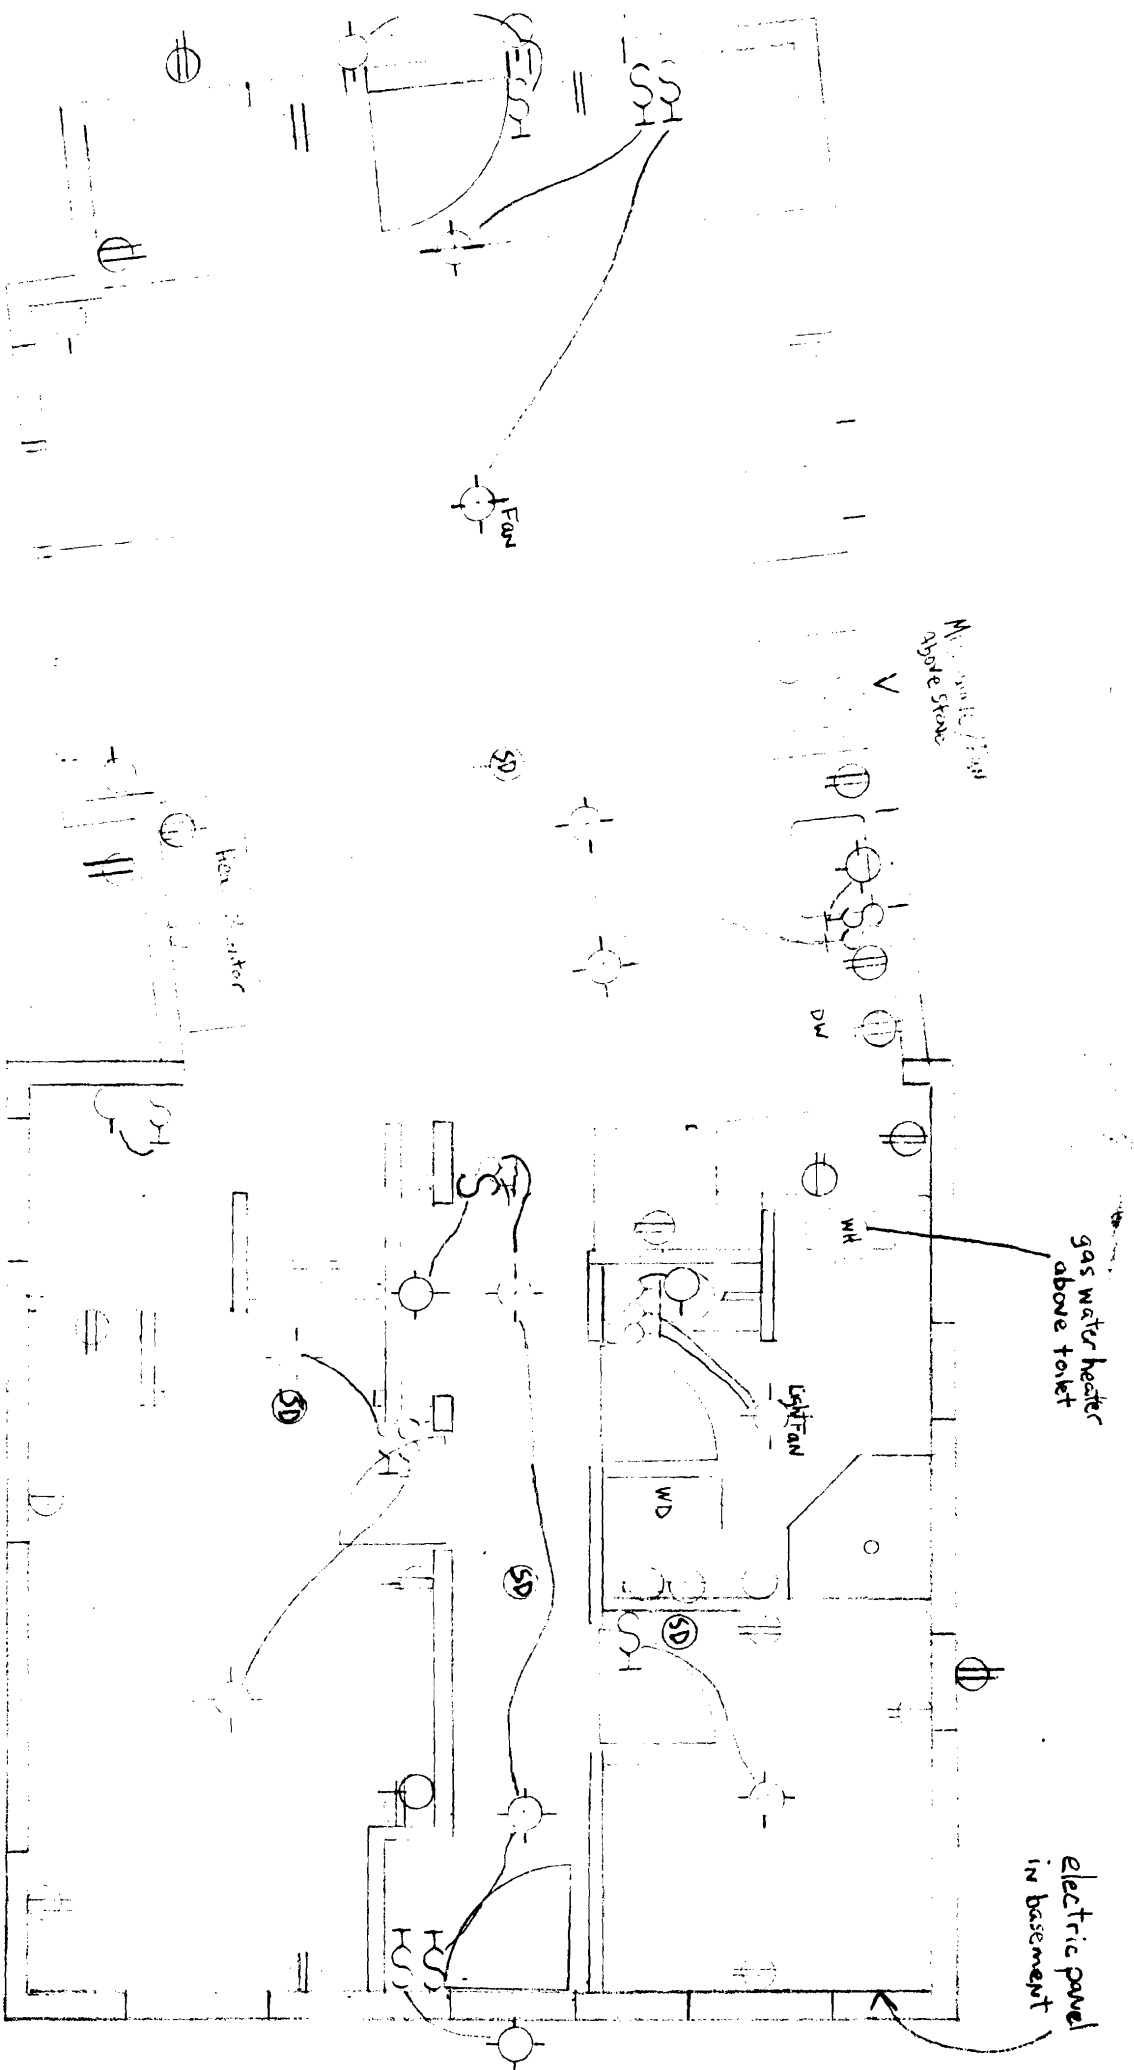 Fan
above stove
SD
DW
WH
gas water heater
above toilet
Light Fan
SD
WD
SD
SD
electric panel
in basement